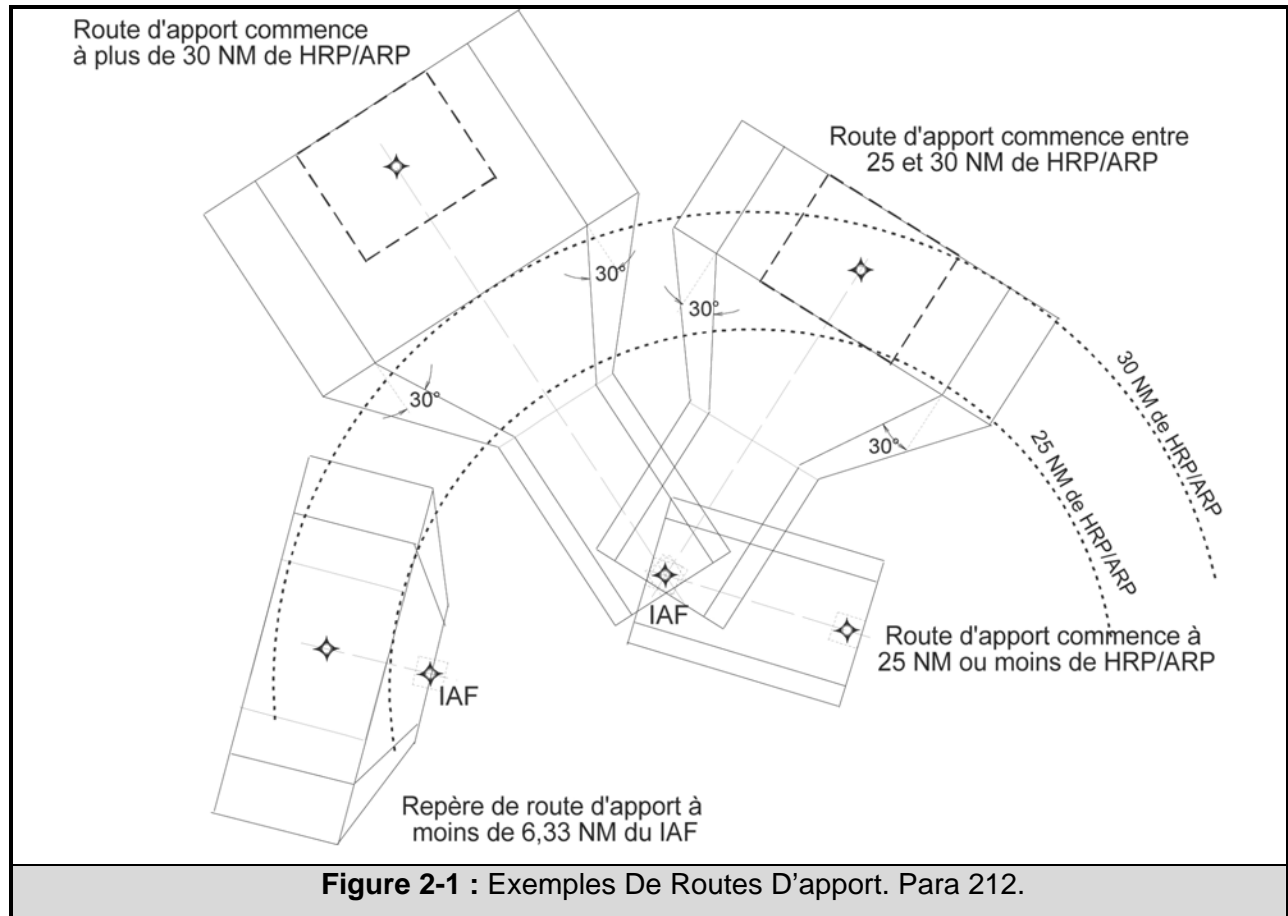 Route d'apport commence
à plus de 30 NM de HRP/ARP
Route d'apport commence entre
25 et 30 NM de HRP/ARP
30°
30°
30°
30°
30 NM de HRP/ARP
25 NM de HRP/ARP
IAF
Route d'apport commence à
25 NM ou moins de HRP/ARP
IAF
Repère de route d'apport à
moins de 6,33 NM du IAF
Figure 2-1 : Exemples De Routes D’apport. Para 212.